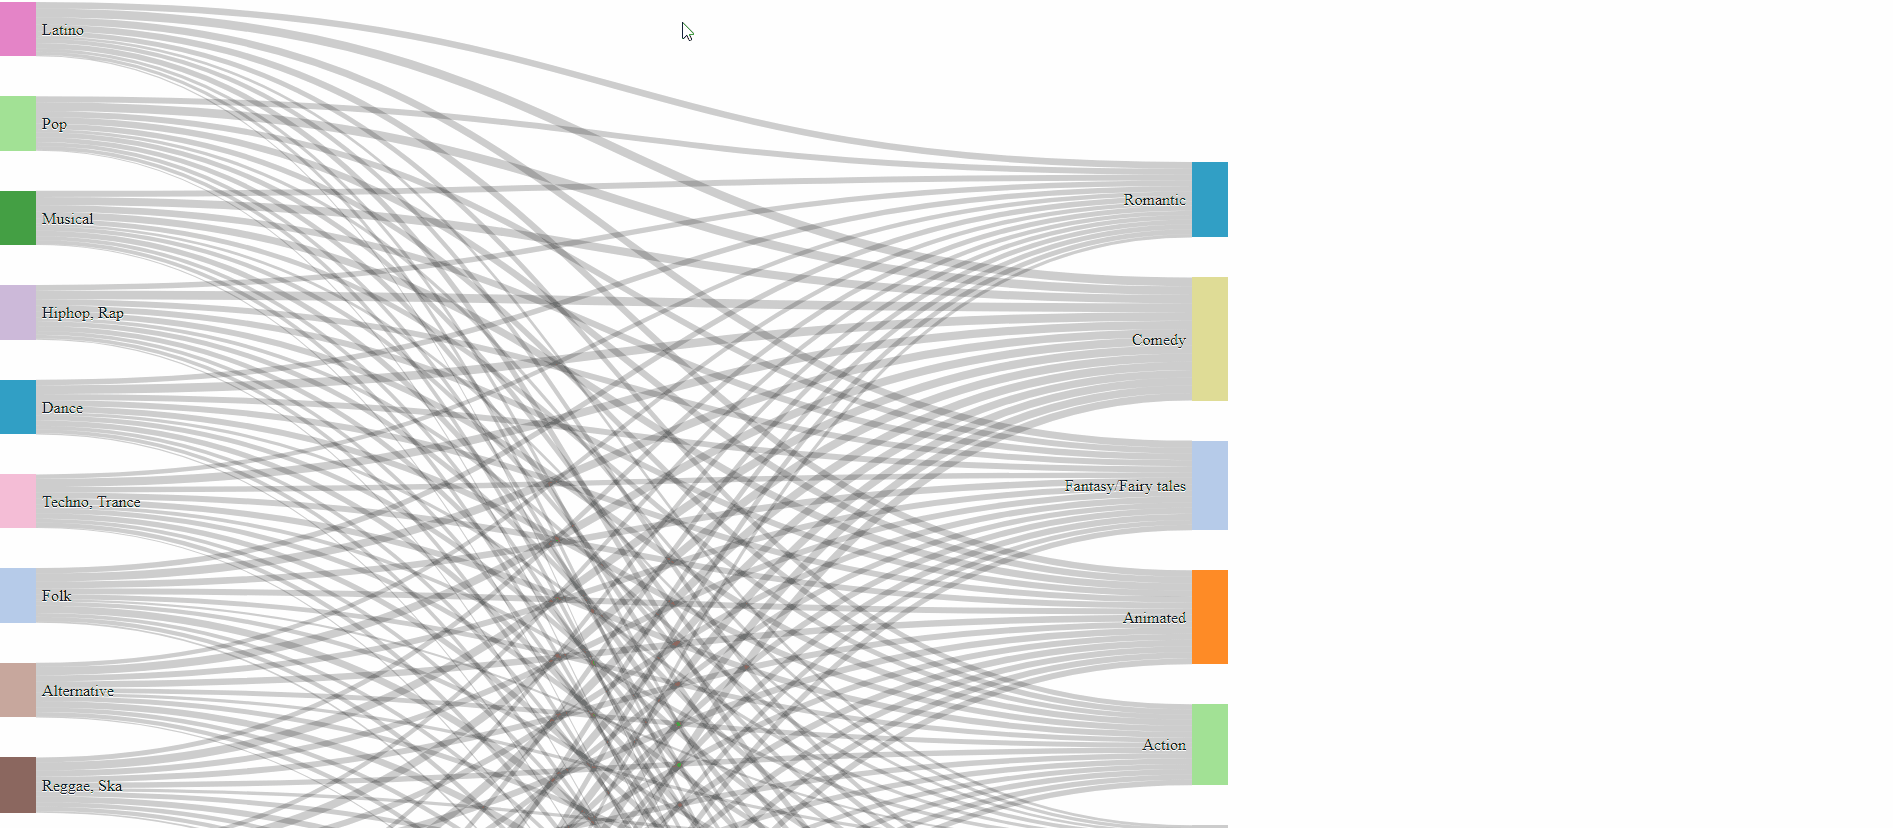 Latino
Pop
Musical
Hiphop, Rap
Dance
Techno, Trance
Folk
Alternative
Reggae, Ska
Romantic
Comedy
Fantasy/Fairy tales
Animated
Action